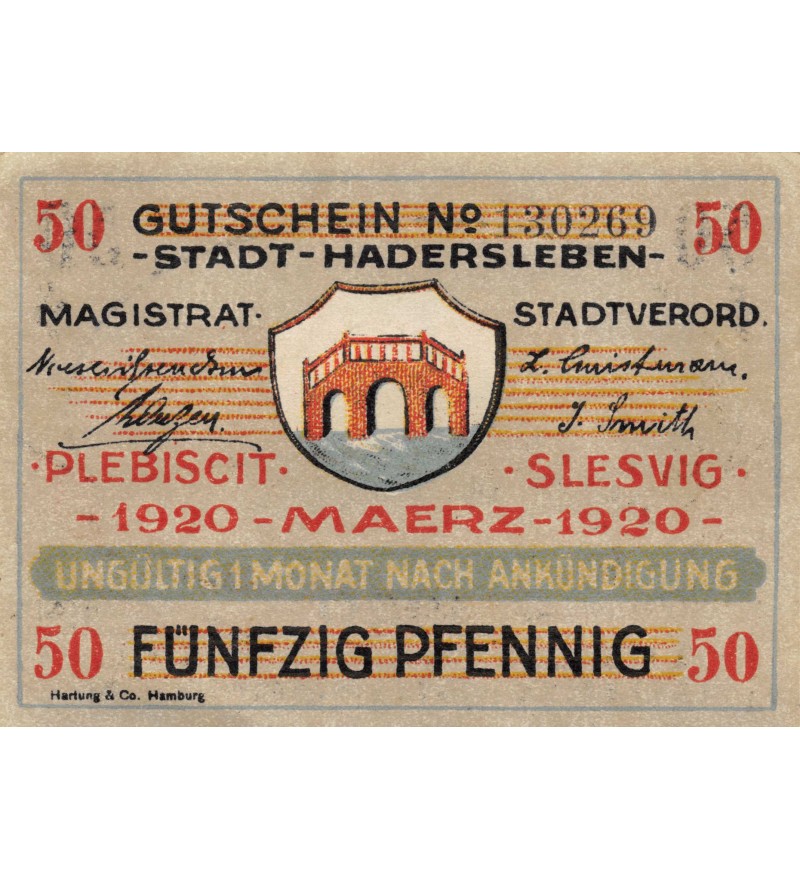 50 GUTSCHEIN No 130269 50
-STADT-HADERSLEBEN-
MAGISTRAT. STADTVERORD.
J. Smith
·PLEBISCIT· ·SLESVIG·
-1920-MAERZ-1920-
UNGÜLTIG 1 MONAT NACH ANKÜNDIGUNG
50 FÜNFZIG PFENNIG 50
Hartung & Co. Hamburg